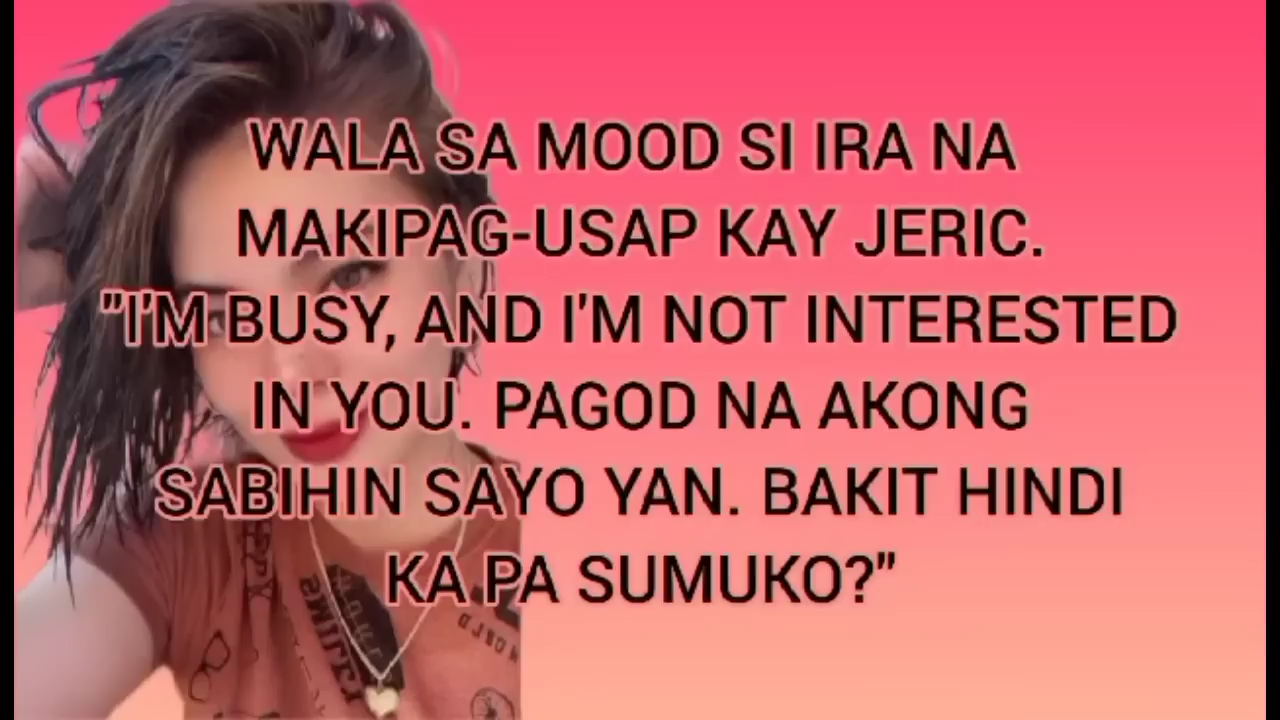 WALA SA MOOD SI IRA NA
MAKIPAG-USAP KAY JERIC.
"I'M BUSY, AND I'M NOT INTERESTED
IN YOU. PAGOD NA AKONG
SABIHIN SAYO YAN. BAKIT HINDI
KA PA SUMUKO?"